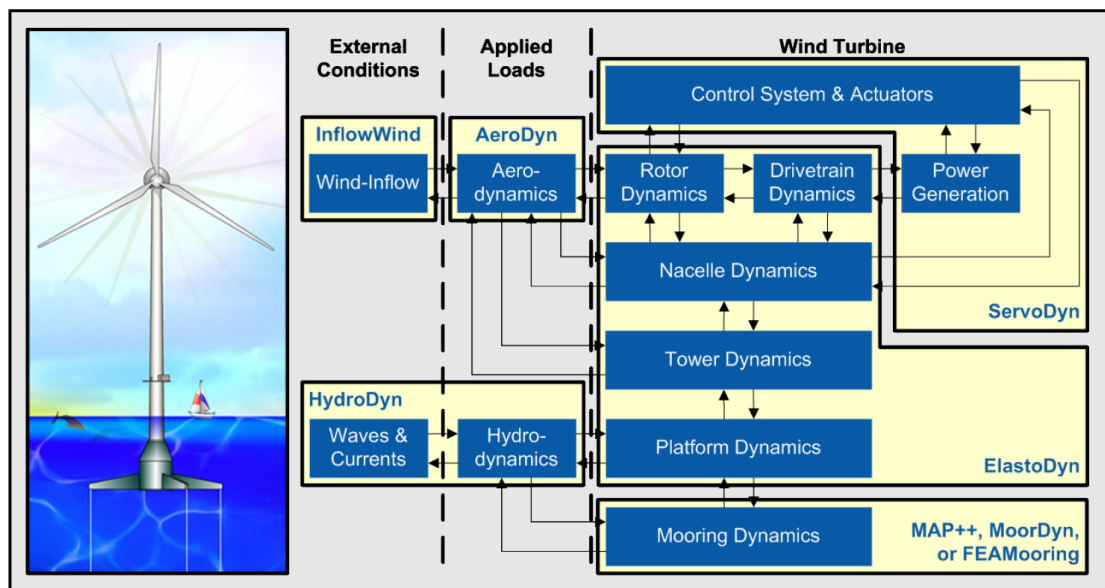 External
Conditions
Applied
Loads
Wind Turbine
Control System & Actuators
InflowWind
Wind-Inflow
AeroDyn
Aero-
dynamics
Rotor
Dynamics
Drivetrain
Dynamics
Power
Generation
Nacelle Dynamics
ServoDyn
Tower Dynamics
HydroDyn
Waves &
Currents
Hydro-
dynamics
Platform Dynamics
ElastoDyn
Mooring Dynamics
MAP++, MoorDyn,
or FEAMooring